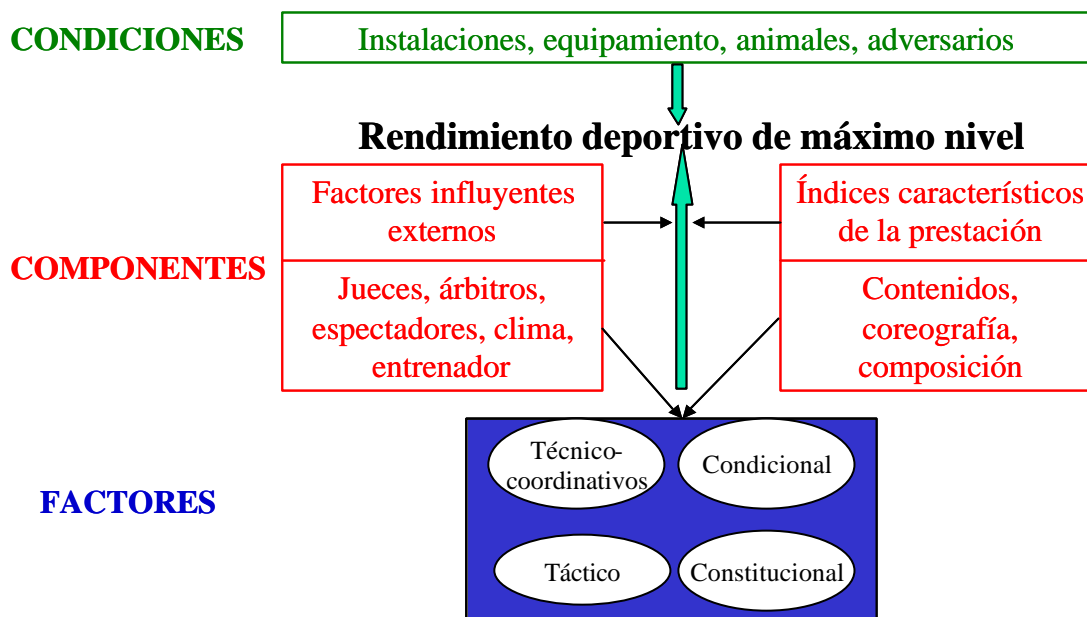 CONDICIONES
Instalaciones, equipamiento, animales, adversarios
Rendimiento deportivo de máximo nivel
COMPONENTES
Factores influyentes
externos
Jueces, árbitros,
espectadores, clima,
entrenador
Índices característicos
de la prestación
Contenidos,
coreografía,
composición
FACTORES
Técnico-
coordinativos
Condicional
Táctico
Constitucional